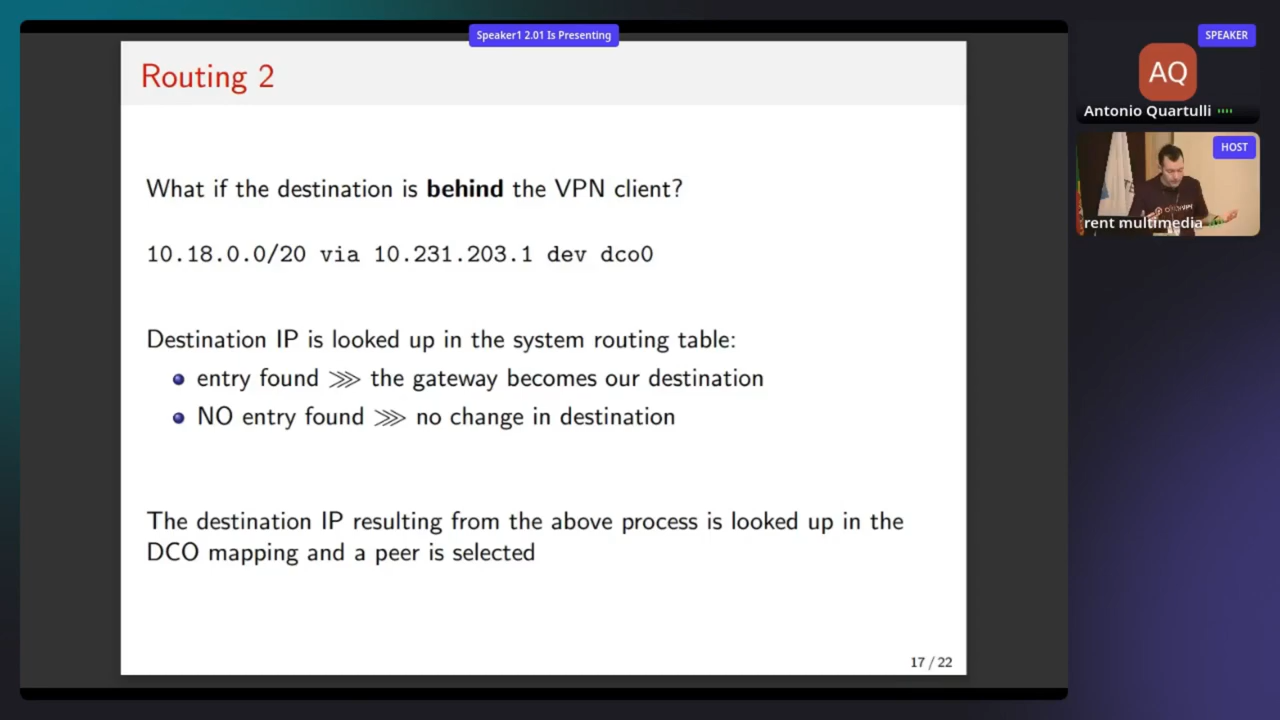 Speaker1 2.01 Is Presenting
Routing 2
What if the destination is behind the VPN client?
10.18.0.0/20 via 10.231.203.1 dev dco0
Destination IP is looked up in the system routing table:
entry found ⋙ the gateway becomes our destination
NO entry found ⋙ no change in destination
The destination IP resulting from the above process is looked up in the
DCO mapping and a peer is selected
17 / 22
SPEAKER
AQ
Antonio Quartulli
HOST
rent multimedia